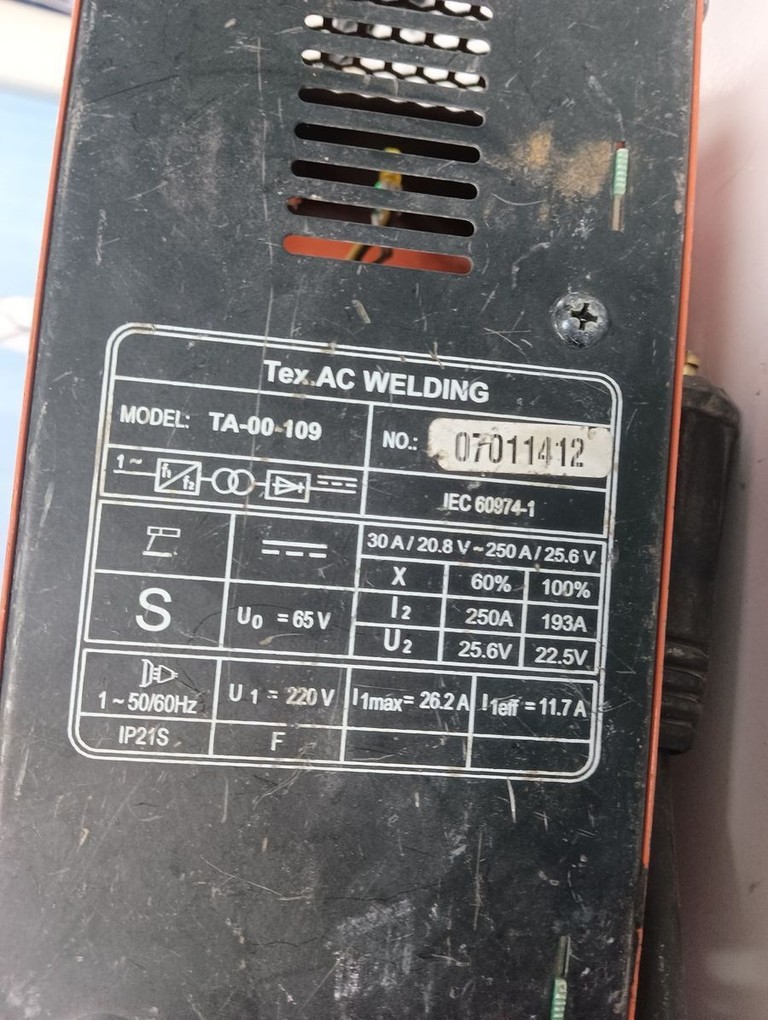 Tex.AC WELDING
MODEL: TA-00-109
NO.: 07011412
1~ f1 f2
IEC 60974-1
30 A / 20.8 V ~ 250 A / 25.6 V
X 60% 100%
S U0 = 65 V I2 250A 193A
U2 25.6V 22.5V
1~50/60Hz U1 = 220 V I1max= 26.2 A I1eff =11.7 A
IP21S F